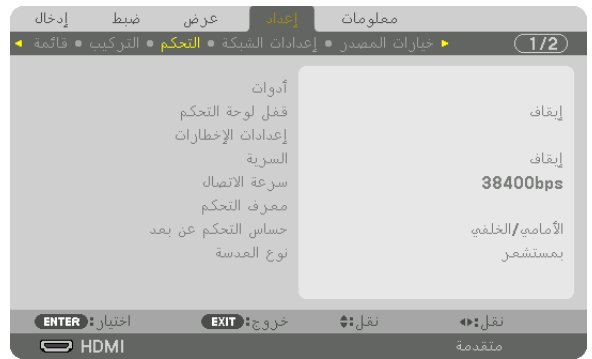 إدخال ضبط عرض إعداد معلومات
◄ قائمة ● التركيب ● التحكم ● إعدادات الشبكة ● خيارات المصدر ► 1/2
أدوات
قفل لوحة التحكم إيقاف
إعدادات الإخطارات
السرية إيقاف
سرعة الاتصال 38400bps
معرف التحكم
حساس التحكم عن بعد الأمامي/الخلفي
نوع العدسة بمستشعر
ENTER: اختيار EXIT: خروج نقل: نقل:
HDMI متقدمة